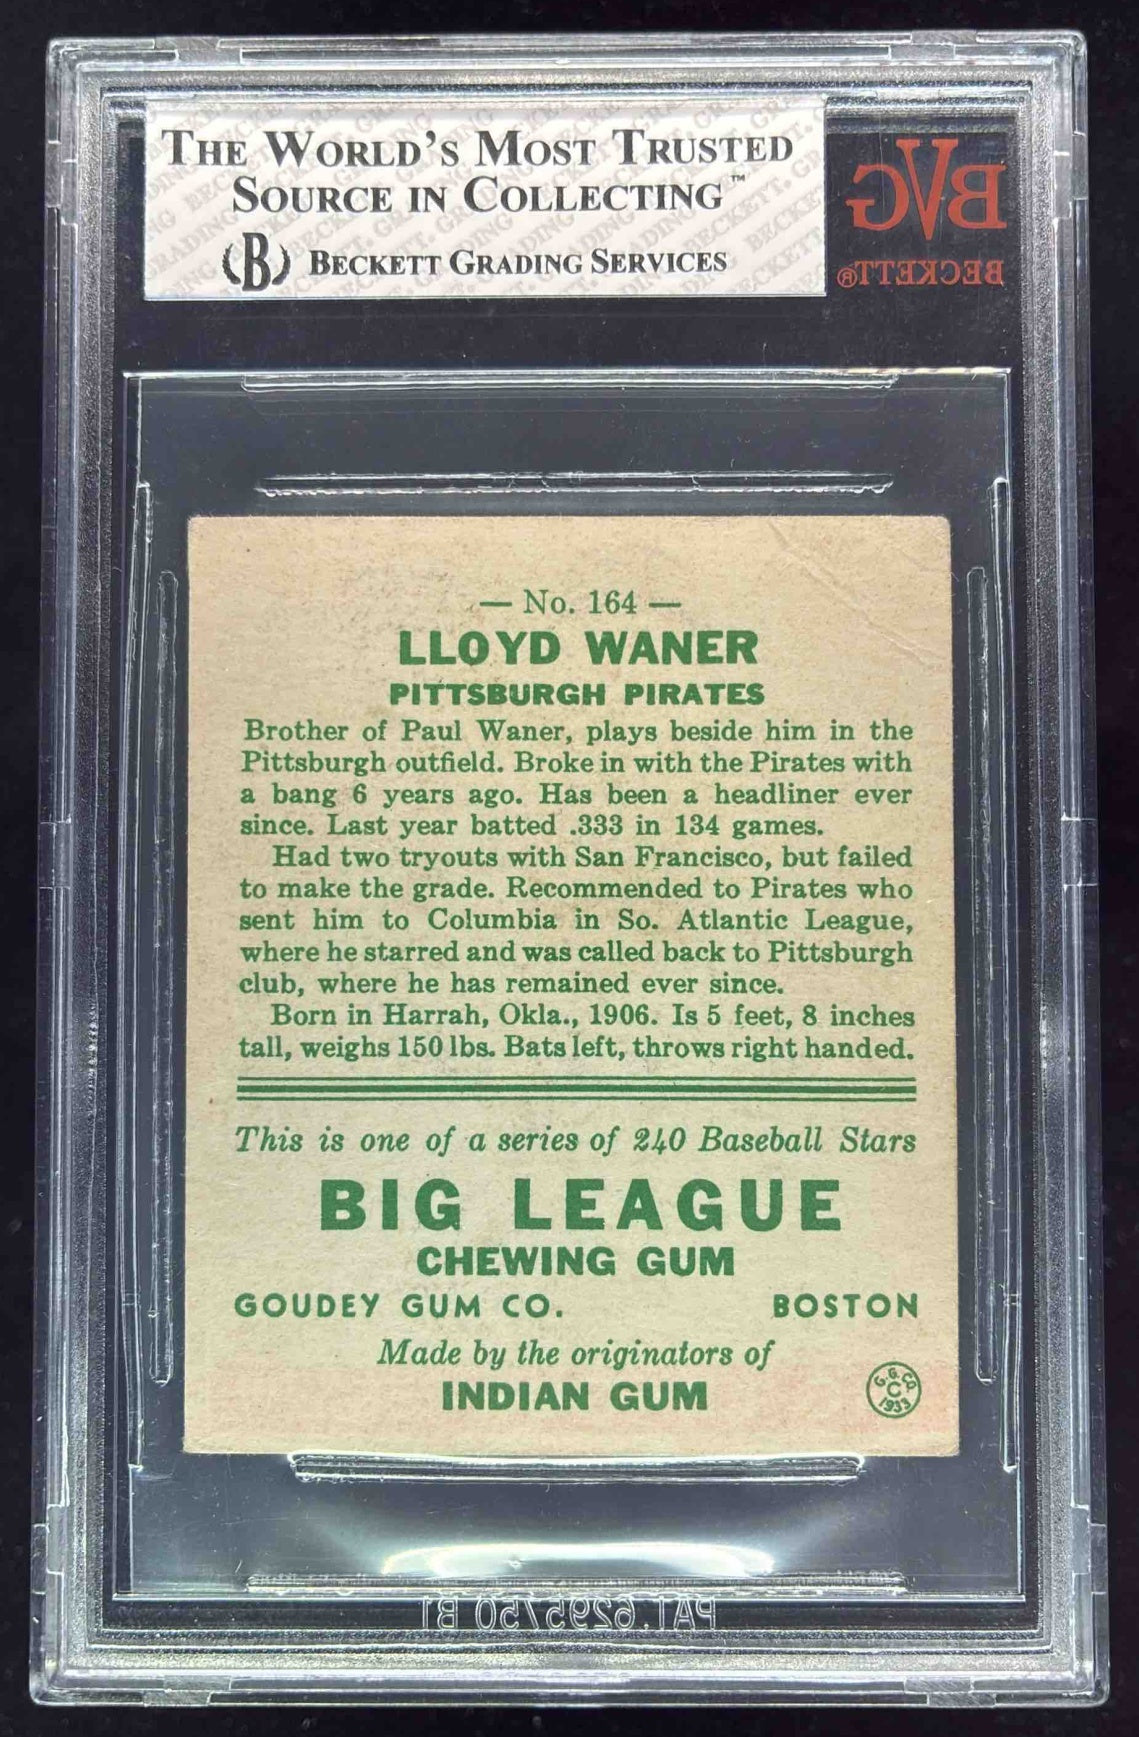 THE WORLD'S MOST TRUSTED
SOURCE IN COLLECTING™
(B) BECKETT GRADING SERVICES
BVG
BECKETT®
— No. 164 —
LLOYD WANER
PITTSBURGH PIRATES
Brother of Paul Waner, plays beside him in the
Pittsburgh outfield. Broke in with the Pirates with
a bang 6 years ago. Has been a headliner ever
since. Last year batted .333 in 134 games.
Had two tryouts with San Francisco, but failed
to make the grade. Recommended to Pirates who
sent him to Columbia in So. Atlantic League,
where he starred and was called back to Pittsburgh
club, where he has remained ever since.
Born in Harrah, Okla., 1906. Is 5 feet, 8 inches
tall, weighs 150 lbs. Bats left, throws right handed.
This is one of a series of 240 Baseball Stars
BIG LEAGUE
CHEWING GUM
GOUDEY GUM CO. BOSTON
Made by the originators of
INDIAN GUM
G. G. Co.
C
1933
PAT. 6295750 B1